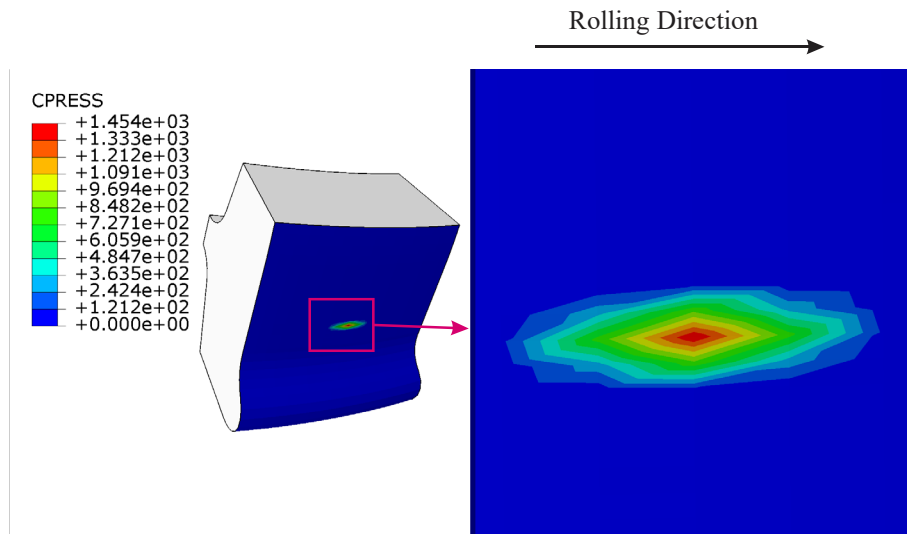 Rolling Direction
CPRESS
+1.454e+03
+1.333e+03
+1.212e+03
+1.091e+03
+9.694e+02
+8.482e+02
+7.271e+02
+6.059e+02
+4.847e+02
+3.635e+02
+2.424e+02
+1.212e+02
+0.000e+00